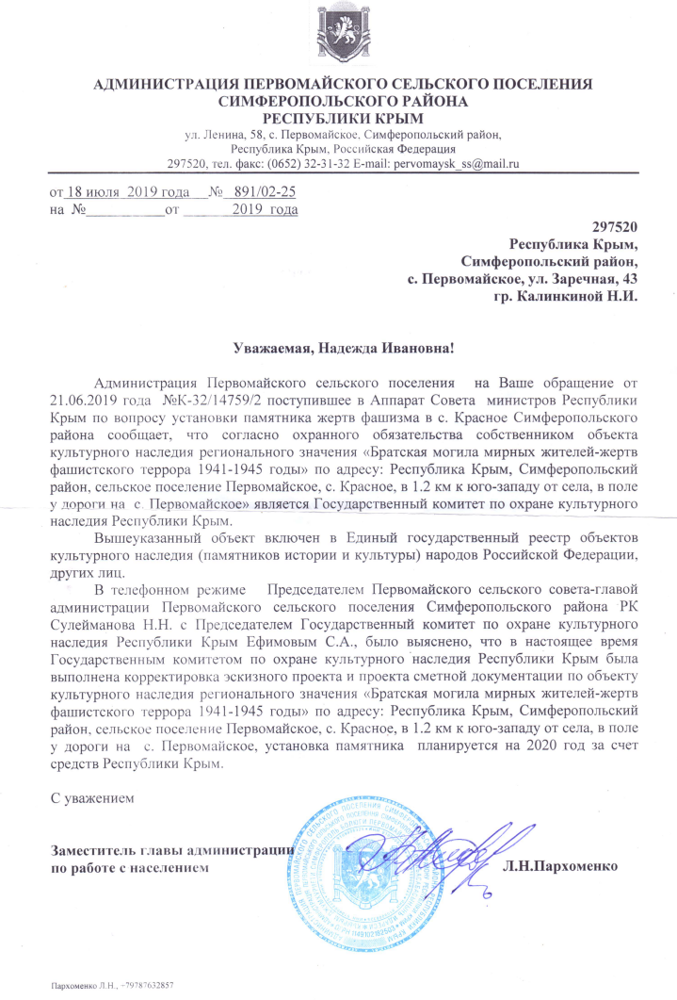 АДМИНИСТРАЦИЯ ПЕРВОМАЙСКОГО СЕЛЬСКОГО ПОСЕЛЕНИЯ
СИМФЕРОПОЛЬСКОГО РАЙОНА
РЕСПУБЛИКИ КРЫМ
ул. Ленина, 58, с. Первомайское, Симферопольский район,
Республика Крым, Российская Федерация
297520, тел. факс: (0652) 32-31-32 E-mail: pervomaysk_ss@mail.ru
от 18 июля 2019 года № 891/02-25
на № от 2019 года
297520
Республика Крым,
Симферопольский район,
с. Первомайское, ул. Заречная, 43
гр. Калинкиной Н.И.
Уважаемая, Надежда Ивановна!
Администрация Первомайского сельского поселения на Ваше обращение от
21.06.2019 года №К-32/14759/2 поступившее в Аппарат Совета министров Республики
Крым по вопросу установки памятника жертв фашизма в с. Красное Симферопольского
района сообщает, что согласно охранного обязательства собственником объекта
культурного наследия регионального значения «Братская могила мирных жителей-жертв
фашистского террора 1941-1945 годы» по адресу: Республика Крым, Симферопольский
район, сельское поселение Первомайское, с. Красное, в 1.2 км к юго-западу от села, в поле
у дороги на с. Первомайское» является Государственный комитет по охране культурного
наследия Республики Крым.
Вышеуказанный объект включен в Единый государственный реестр объектов
культурного наследия (памятников истории и культуры) народов Российской Федерации,
других лиц.
В телефонном режиме Председателем Первомайского сельского совета-главой
администрации Первомайского сельского поселения Симферопольского района РК
Сулейманова Н.Н. с Председателем Государственный комитет по охране культурного
наследия Республики Крым Ефимовым С.А., было выяснено, что в настоящее время
Государственным комитетом по охране культурного наследия Республики Крым была
выполнена корректировка эскизного проекта и проекта сметной документации по объекту
культурного наследия регионального значения «Братская могила мирных жителей-жертв
фашистского террора 1941-1945 годы» по адресу: Республика Крым, Симферопольский
район, сельское поселение Первомайское, с. Красное, в 1.2 км к юго-западу от села, в поле
у дороги на с. Первомайское, установка памятника планируется на 2020 год за счет
средств Республики Крым.
С уважением
Заместитель главы администрации
по работе с населением
Л.Н.Пархоменко
Пархоменко Л.Н., +79787632857